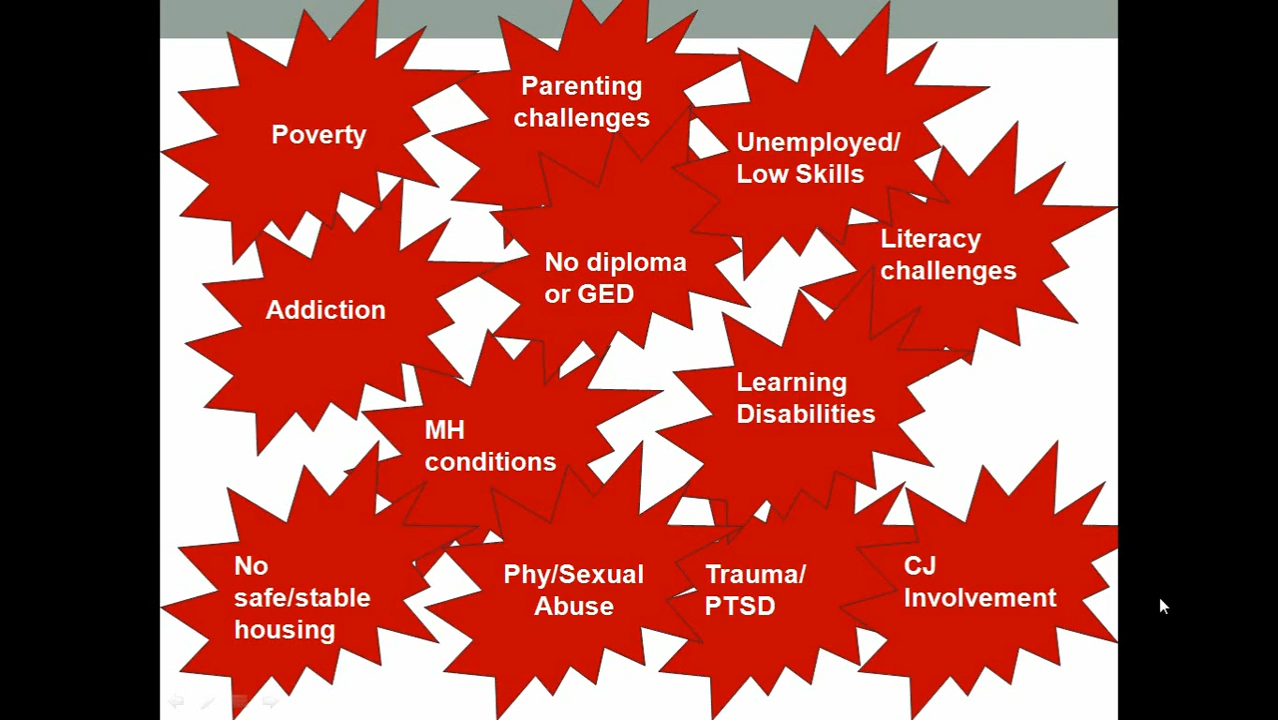 Poverty
Parenting
challenges
Unemployed/
Low Skills
Literacy
challenges
No diploma
or GED
Addiction
Learning
Disabilities
MH
conditions
No
safe/stable
housing
Phy/Sexual
Abuse
Trauma/
PTSD
CJ
Involvement